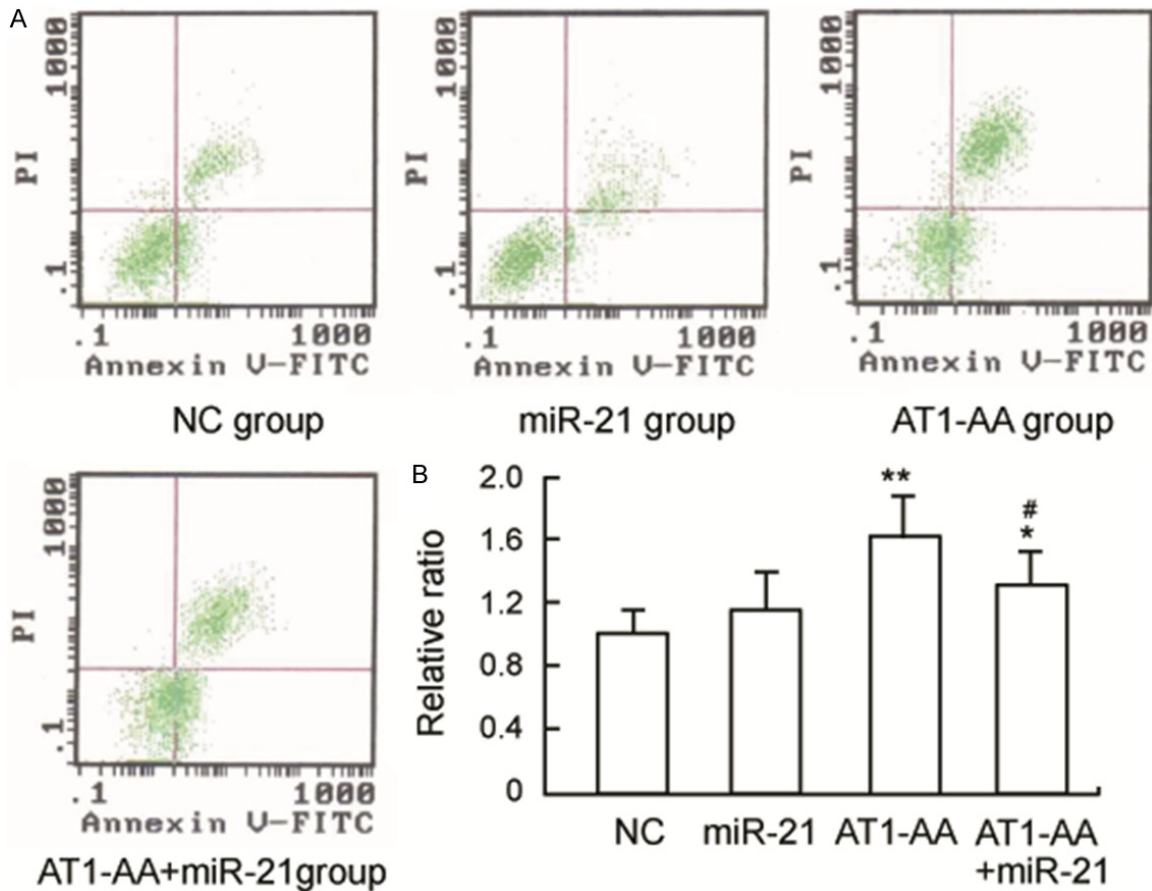 A
1000
PI
.1
.1 1000
Annexin V-FITC
NC group
1000
PI
.1
.1 1000
Annexin V-FITC
miR-21 group
1000
PI
.1
.1 1000
Annexin V-FITC
AT1-AA group
1000
PI
.1
.1 1000
Annexin V-FITC
AT1-AA+miR-21group
B
Relative ratio
2.0
1.6
1.2
0.8
0.4
0
**
#
*
NC
miR-21
AT1-AA
AT1-AA
+miR-21